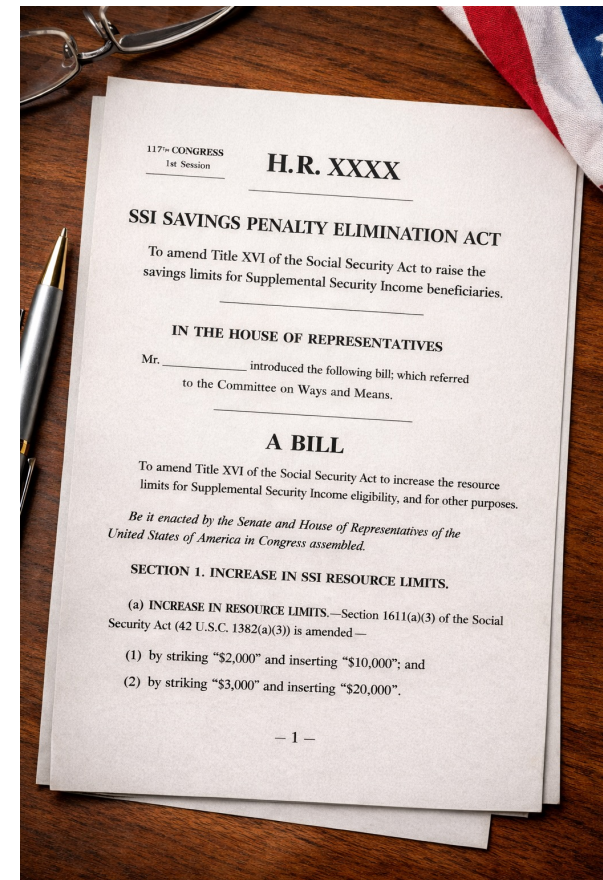 117TH CONGRESS
1st Session
H.R. XXXX
SSI SAVINGS PENALTY ELIMINATION ACT
To amend Title XVI of the Social Security Act to raise the
savings limits for Supplemental Security Income beneficiaries.
IN THE HOUSE OF REPRESENTATIVES
Mr. ______________ introduced the following bill; which referred
to the Committee on Ways and Means.
A BILL
To amend Title XVI of the Social Security Act to increase the resource
limits for Supplemental Security Income eligibility, and for other purposes.
Be it enacted by the Senate and House of Representatives of the
United States of America in Congress assembled.
SECTION 1. INCREASE IN SSI RESOURCE LIMITS.
(a) INCREASE IN RESOURCE LIMITS.—Section 1611(a)(3) of the Social
Security Act (42 U.S.C. 1382(a)(3)) is amended —
(1) by striking “$2,000” and inserting “$10,000”; and
(2) by striking “$3,000” and inserting “$20,000”.
— 1 —